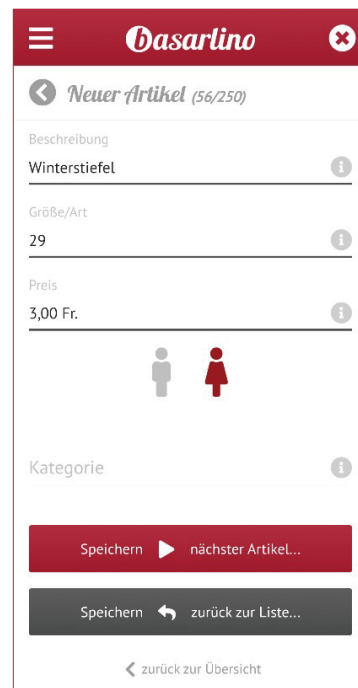 basarlino
Neuer Artikel (56/250)
Beschreibung
Winterstiefel
Größe/Art
29
Preis
3,00 Fr.
Kategorie
Speichern nächster Artikel...
Speichern zurück zur Liste...
zurück zur Übersicht